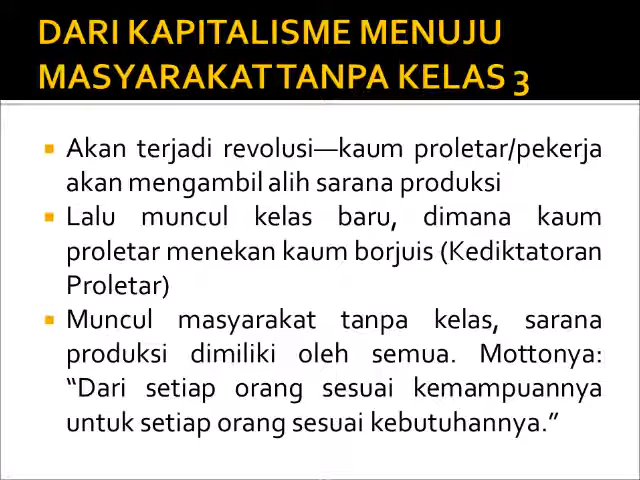 DARI KAPITALISME MENUJU
MASYARAKAT TANPA KELAS 3
Akan terjadi revolusi—kaum proletar/pekerja
akan mengambil alih sarana produksi
Lalu muncul kelas baru, dimana kaum
proletar menekan kaum borjuis (Kediktatoran
Proletar)
Muncul masyarakat tanpa kelas, sarana
produksi dimiliki oleh semua. Mottonya:
“Dari setiap orang sesuai kemampuannya
untuk setiap orang sesuai kebutuhannya.”